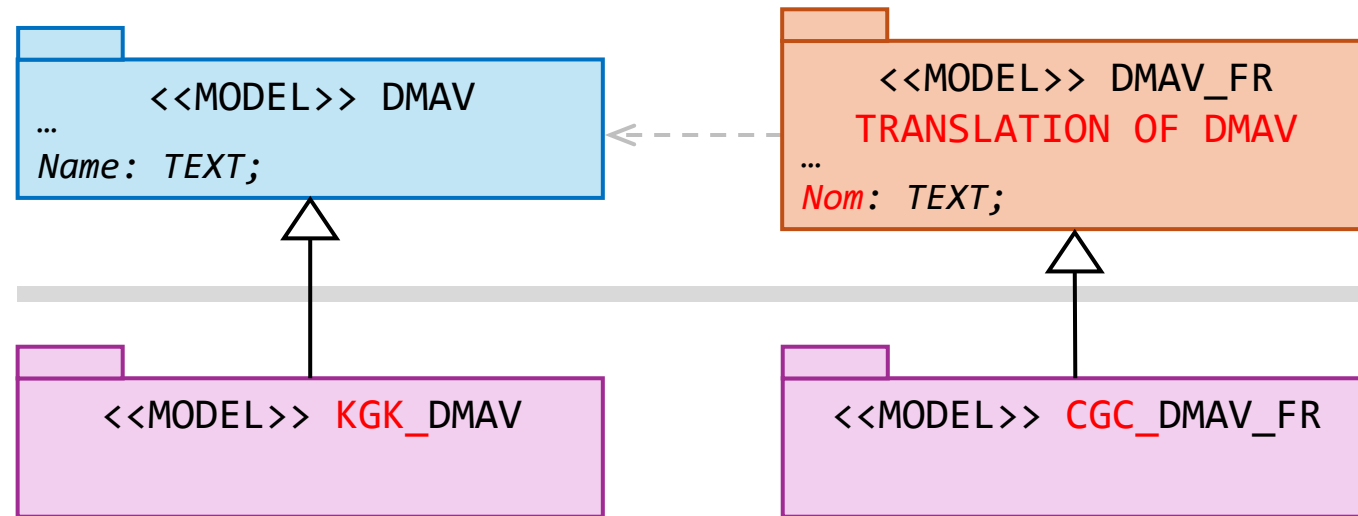 <<MODEL>> DMAV
…
Name: TEXT;
<<MODEL>> DMAV_FR
TRANSLATION OF DMAV
…
Nom: TEXT;
<<MODEL>> KGK_DMAV
<<MODEL>> CGC_DMAV_FR